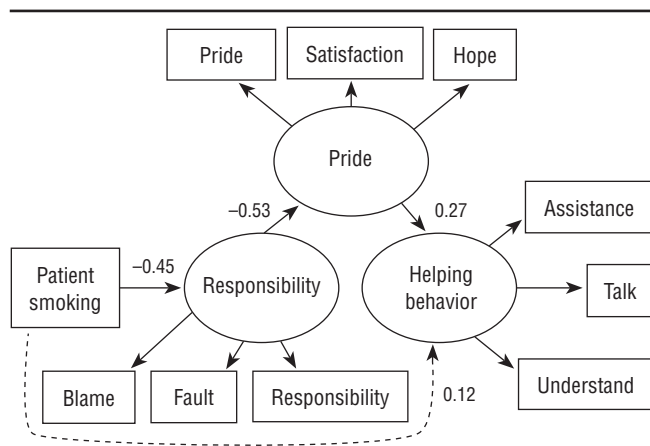 Pride
Satisfaction
Hope
Pride
–0.53
0.27
Assistance
Patient
smoking
–0.45
Responsibility
Helping
behavior
Talk
Blame
Fault
Responsibility
0.12
Understand